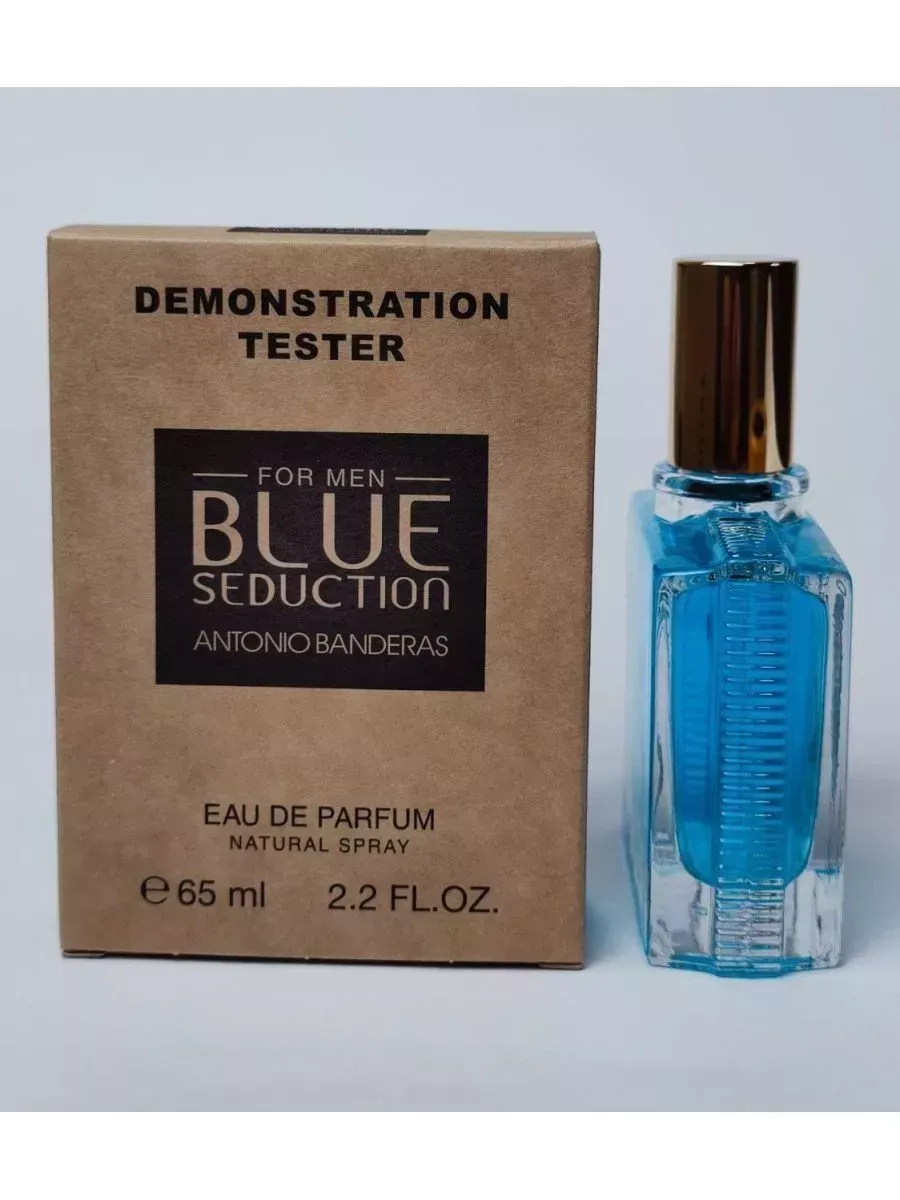 DEMONSTRATION
TESTER
FOR MEN
BLUE
SEDUCTION
ANTONIO BANDERAS
EAU DE PARFUM
NATURAL SPRAY
℮ 65 ml 2.2 FL.OZ.